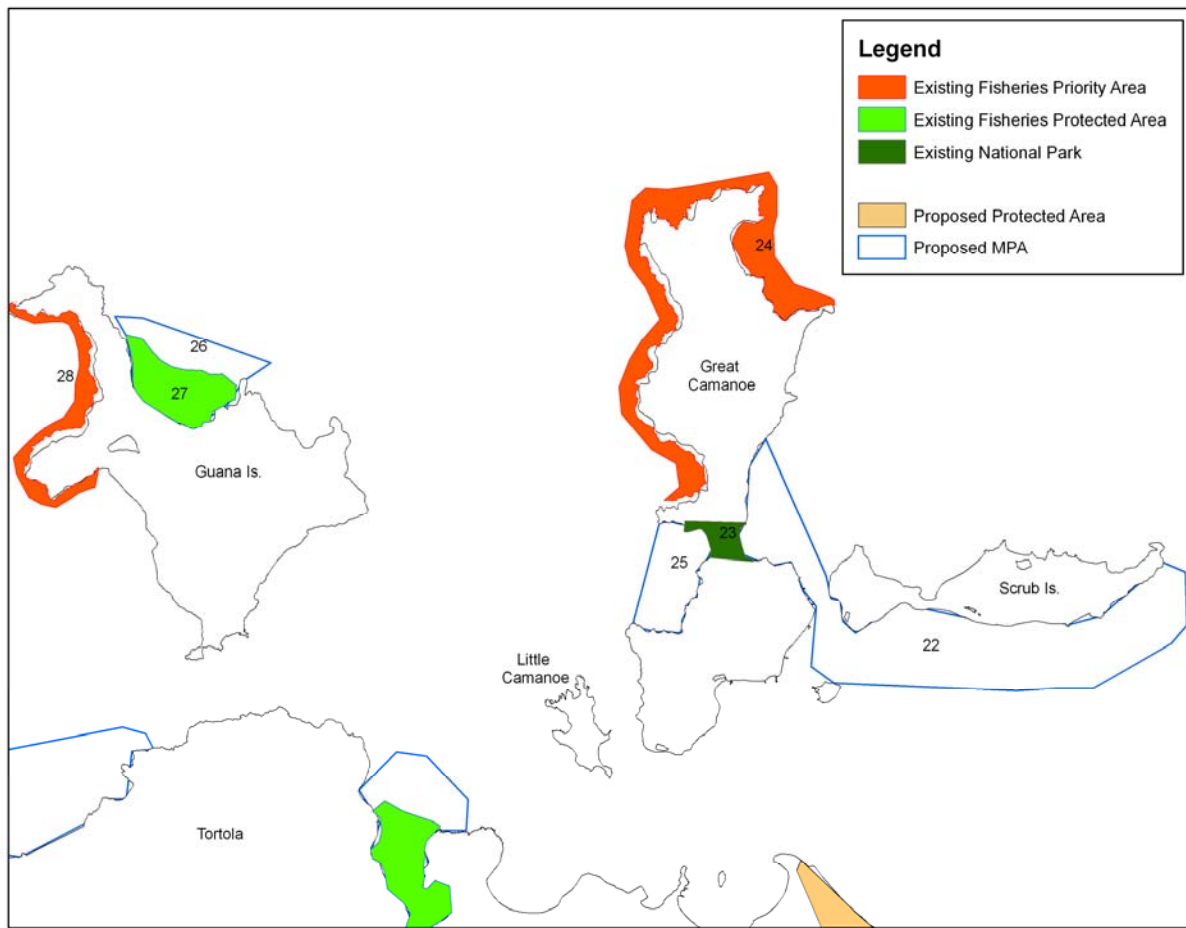 Legend
Existing Fisheries Priority Area
Existing Fisheries Protected Area
Existing National Park
Proposed Protected Area
Proposed MPA
24
26
28
27
Great
Camanoe
Guana Is.
23
25
Scrub Is.
22
Little
Camanoe
Tortola